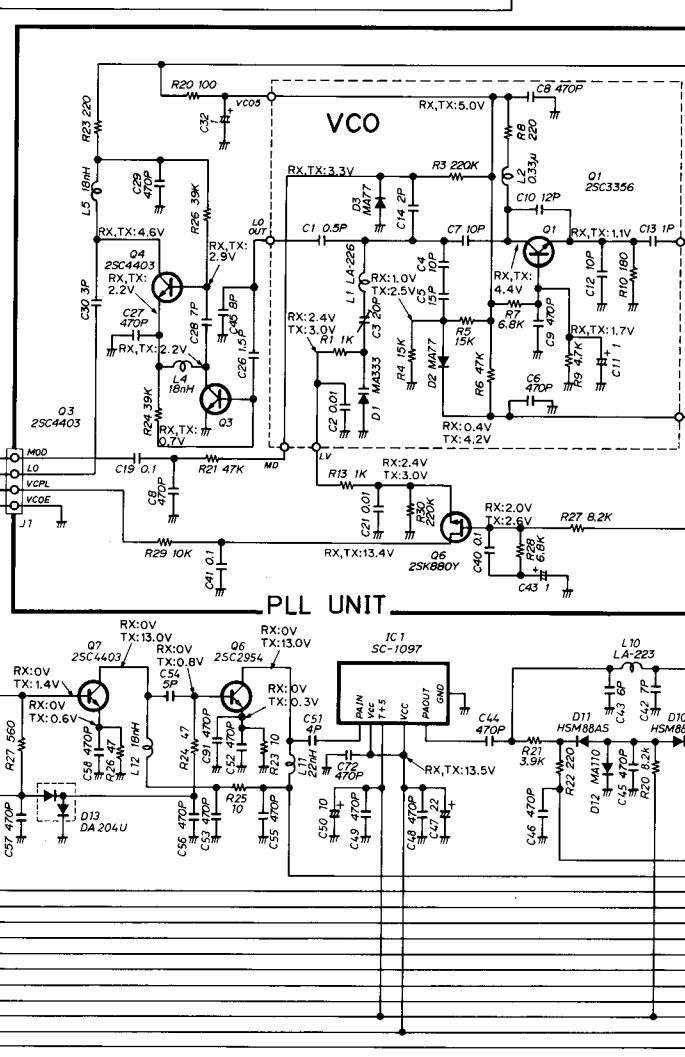 R20 100
VCO5
C32 1 +
R23 220
L5 18nH
C29 470P
R26 39K
RX,TX:4.6V
Q4
2SC4403
RX,TX:
2.2V
RX,TX:
2.9V
C30 3P
C27
470P
RX,TX:2.2V
C28 7P
C45 8P
C26 1.5P
L4
18nH
R24 39K
Q3
RX,TX:
0.7V
Q3
2SC4403
LO
OUT
VCO
RX,TX:5.0V
C8 470P
R8 220
L2 0.33μ
Q1
2SC3356
RX,TX:3.3V
R3 220K
D3 MA77
C14 2P
C10 12P
C1 0.5P
C7 10P
Q1
RX,TX:1.1V
C13 1P
L1 LA-226
RX:1.0V
TX:2.5V
C4 10P
C5 15P
RX,TX:
4.4V
C12 10P
R10 180
C3 20P
RX:2.4V
TX:3.0V
R1 1K
R4 15K
R5
15K
R7
6.8K
C9 470P
RX,TX:1.7V
D1 MA333
D2 MA77
R6 47K
R9 4.7K
C11 1 +
C2 0.01
C6
470P
RX:0.4V
TX:4.2V
MOD
LO
VCPL
VCOE
J1
C19 0.1
C8 470P
R21 47K
MD
LV
R13 1K
RX:2.4V
TX:3.0V
C21 0.01
R30 220K
RX:2.0V
TX:2.6V
R27 8.2K
R29 10K
C41 0.1
RX,TX:13.4V
Q6
2SK880Y
C40 0.1
R28 6.8K
C43 1 +
PLL UNIT
Q7
2SC4403
RX:0V
TX:13.0V
RX:0V
TX:0.8V
Q6
2SC2954
RX:0V
TX:13.0V
RX:0V
TX:1.4V
C54
5P
RX:0V
TX:0.6V
RX:0V
TX:0.3V
R27 560
C58 470P
R26 47
L12 18nH
R24 47
C91 470P
C52 470P
R23 10
L11
22nH
C51
4P
C57 470P
D13
DA204U
C56 470P
C53 470P
R25
10
C55 470P
IC1
SC-1097
PAIN
Vcc
T+5
VCC
PAOUT
GND
C72
470P
RX,TX:13.5V
C50 10 +
C49 470P
C48 470P
C47 22 +
C44
470P
L10
LA-223
C43 6P
C42 7P
R21
3.9K
D11
HSM88AS
D10
HSM88
R22 220
D12 MA110
C45 470P
R20 8.2K
C46 470P